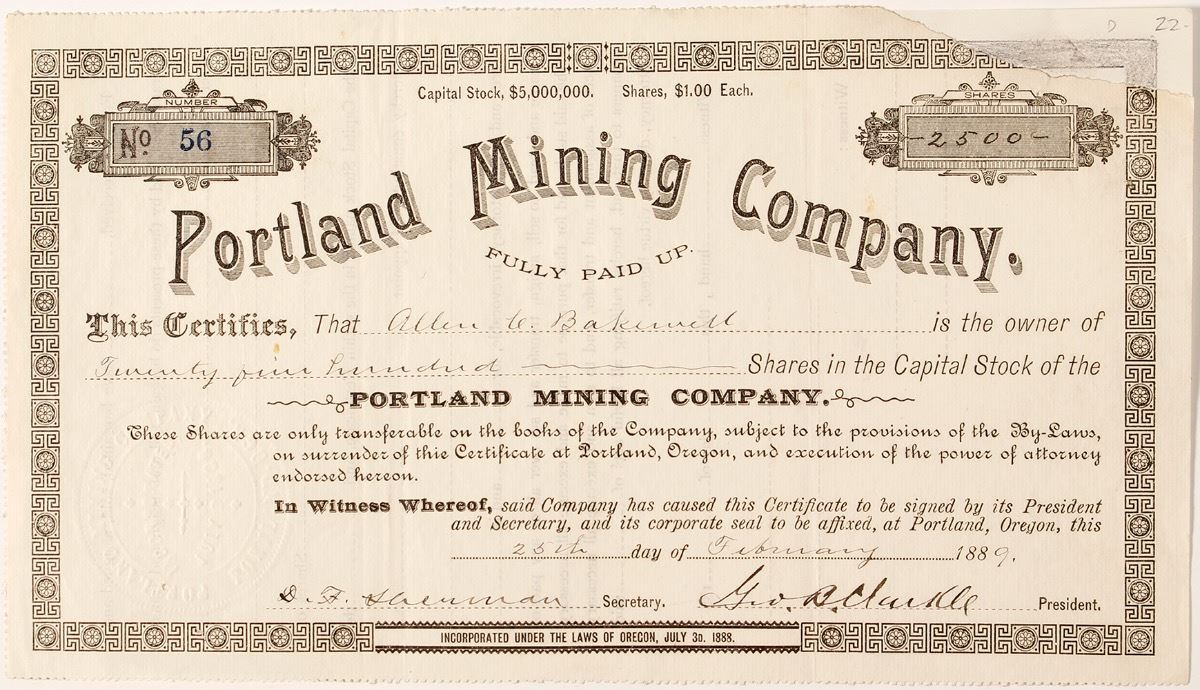 D 22-
Capital Stock, $5,000,000. Shares, $1.00 Each.
NUMBER
No. 56
SHARES
-2500-
Portland Mining Company.
FULLY PAID UP.
This Certifies, That Allen C. Bakewell is the owner of
Twenty five hundred Shares in the Capital Stock of the
PORTLAND MINING COMPANY.
These Shares are only transferable on the books of the Company, subject to the provisions of the By-Laws,
on surrender of this Certificate at Portland, Oregon, and execution of the power of attorney
endorsed hereon.
In Witness Whereof, said Company has caused this Certificate to be signed by its President
and Secretary, and its corporate seal to be affixed, at Portland, Oregon, this
25th day of February 1889.
D. F. Sherman Secretary. Geo. B. Markle President.
INCORPORATED UNDER THE LAWS OF OREGON, JULY 3D. 1888.